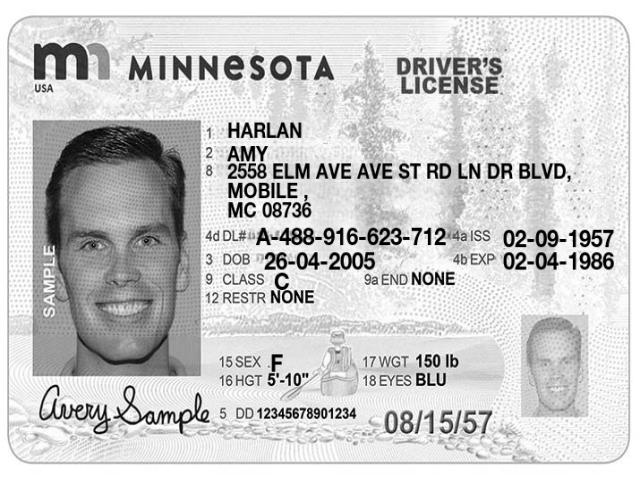 mn MINNeSOTA DRIVER'S
USA LICENSE
1 HARLAN
2 AMY
8 2558 ELM AVE AVE ST RD LN DR BLVD,
MOBILE ,
MC 08736
4d DL# A-488-916-623-712 4a ISS 02-09-1957
3 DOB 26-04-2005 4b EXP 02-04-1986
9 CLASS C 9a END NONE
12 RESTR NONE
SAMPLE
15 SEX F 17 WGT 150 lb
16 HGT 5'-10" 18 EYES BLU
Avery Sample 5 DD 12345678901234 08/15/57